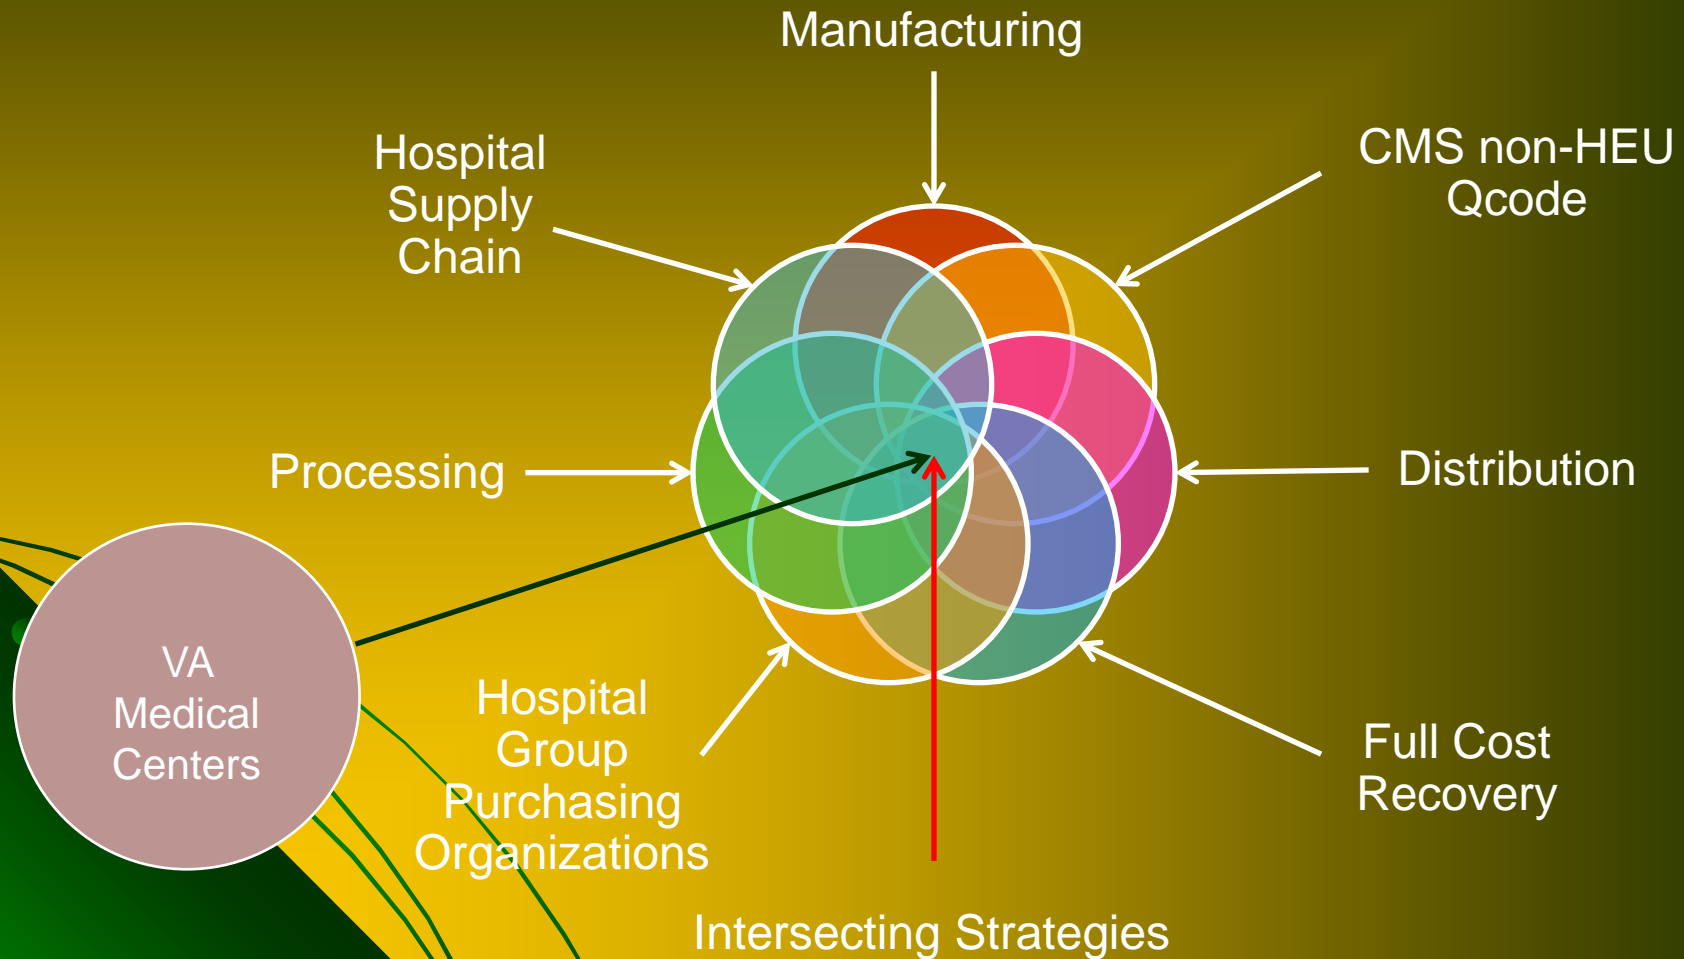 Manufacturing
Hospital
Supply
Chain
CMS non-HEU
Qcode
Processing
Distribution
VA
Medical
Centers
Hospital
Group
Purchasing
Organizations
Full Cost
Recovery
Intersecting Strategies